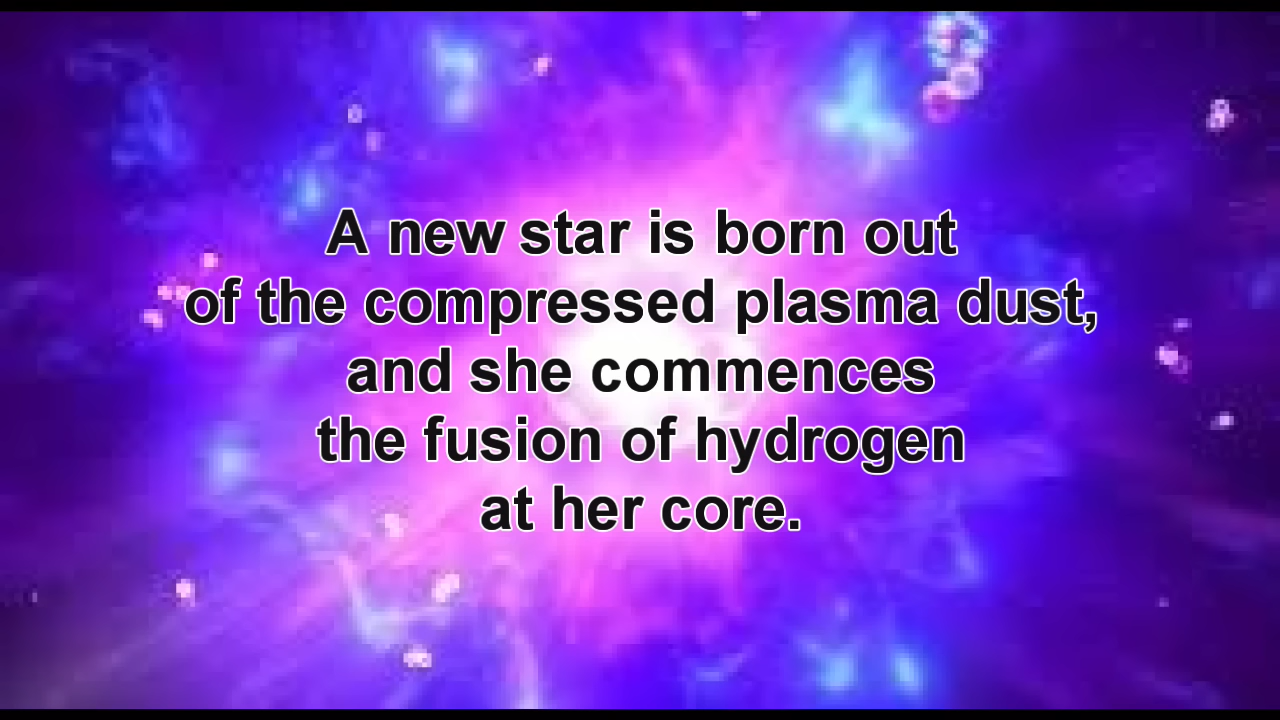 A new star is born out
of the compressed plasma dust,
and she commences
the fusion of hydrogen
at her core.